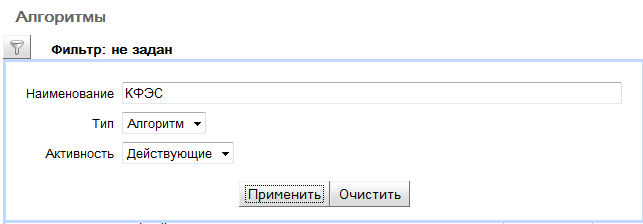 Алгоритмы
Фильтр: не задан
Наименование КФЭС
Тип Алгоритм
Активность Действующие
Применить Очистить